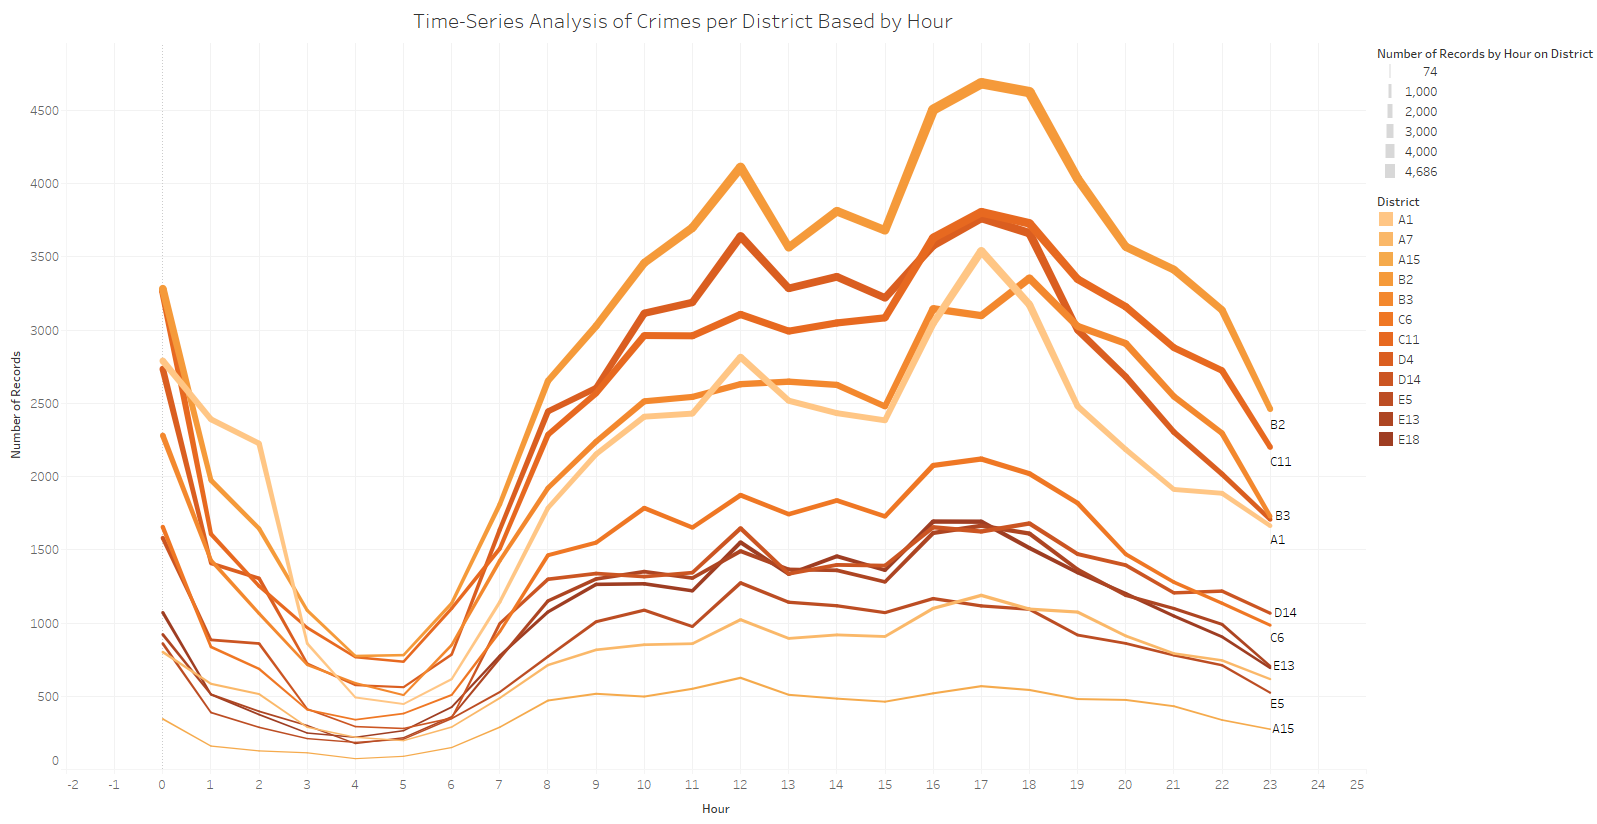 Time-Series Analysis of Crimes per District Based by Hour
Number of Records by Hour on District
74
1,000
2,000
3,000
4,000
4,686
District
A1
A7
A15
B2
B3
C6
C11
D4
D14
E5
E13
E18
Number of Records
4500
4000
3500
3000
2500
2000
1500
1000
500
0
B2
C11
B3
A1
D14
C6
E13
E5
A15
-2 -1 0 1 2 3 4 5 6 7 8 9 10 11 12 13 14 15 16 17 18 19 20 21 22 23 24 25
Hour